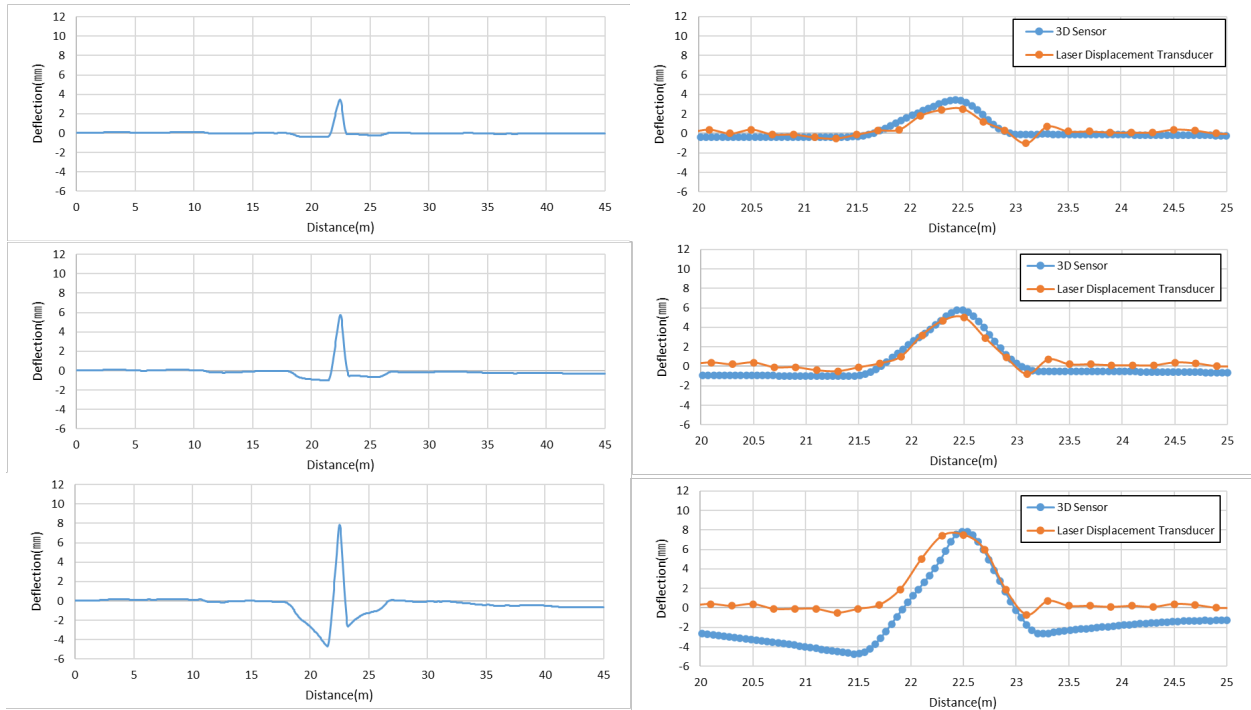 12
10
8
6
4
2
0
-2
-4
-6
Deflection(㎜)
0 5 10 15 20 25 30 35 40 45
Distance(m)
12
10
8
6
4
2
0
-2
-4
-6
Deflection(㎜)
3D Sensor
Laser Displacement Transducer
20 20.5 21 21.5 22 22.5 23 23.5 24 24.5 25
Distance(m)
12
10
8
6
4
2
0
-2
-4
-6
Deflection(㎜)
0 5 10 15 20 25 30 35 40 45
Distance(m)
12
10
8
6
4
2
0
-2
-4
-6
Deflection(㎜)
3D Sensor
Laser Displacement Transducer
20 20.5 21 21.5 22 22.5 23 23.5 24 24.5 25
Distance(m)
12
10
8
6
4
2
0
-2
-4
-6
Deflection(㎜)
0 5 10 15 20 25 30 35 40 45
Distance(m)
12
10
8
6
4
2
0
-2
-4
-6
Deflection(㎜)
3D Sensor
Laser Displacement Transducer
20 20.5 21 21.5 22 22.5 23 23.5 24 24.5 25
Distance(m)